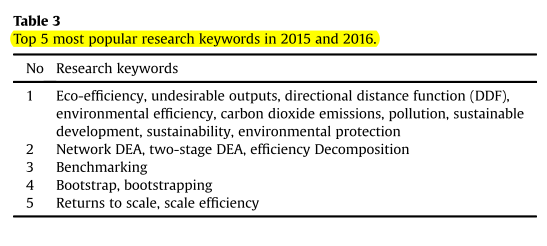 Table 3
Top 5 most popular research keywords in 2015 and 2016.
No Research keywords
1 Eco-efficiency, undesirable outputs, directional distance function (DDF),
environmental efficiency, carbon dioxide emissions, pollution, sustainable
development, sustainability, environmental protection
2 Network DEA, two-stage DEA, efficiency Decomposition
3 Benchmarking
4 Bootstrap, bootstrapping
5 Returns to scale, scale efficiency